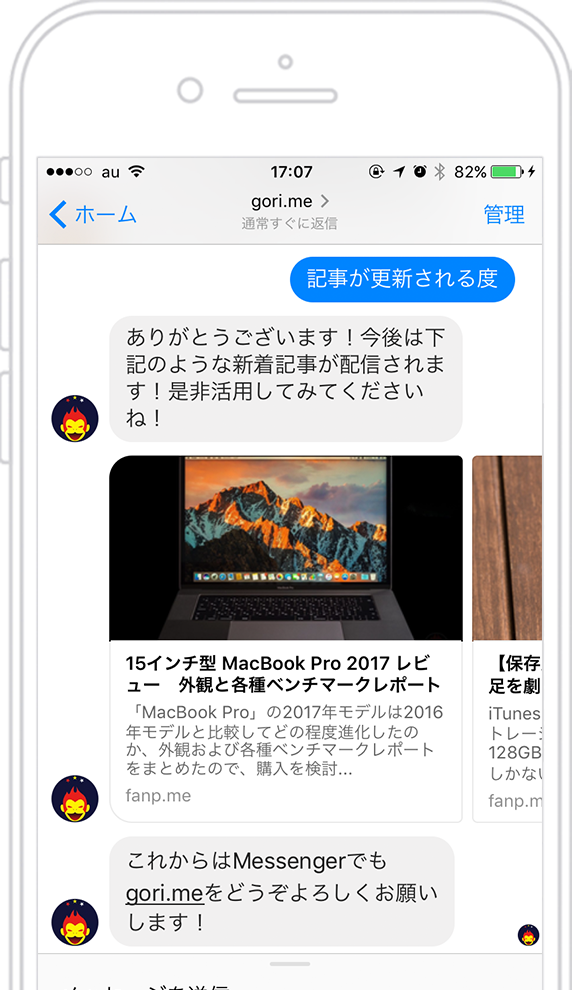 au 17:07 82%
ホーム gori.me 管理
通常すぐに返信
記事が更新される度
ありがとうございます！今後は下
記のような新着記事が配信されま
す！是非活用してみてください
ね！
15インチ型 MacBook Pro 2017 レビ
ュー　外観と各種ベンチマークレポート
「MacBook Pro」の2017年モデルは2016
年モデルと比較してどの程度進化したの
か、外観および各種ベンチマークレポート
をまとめたので、購入を検討...
fanp.me
【保存
足を劇
iTunes
トレー
128GB
しかな
fanp.m
これからはMessengerでも
gori.meをどうぞよろしくお願い
します！